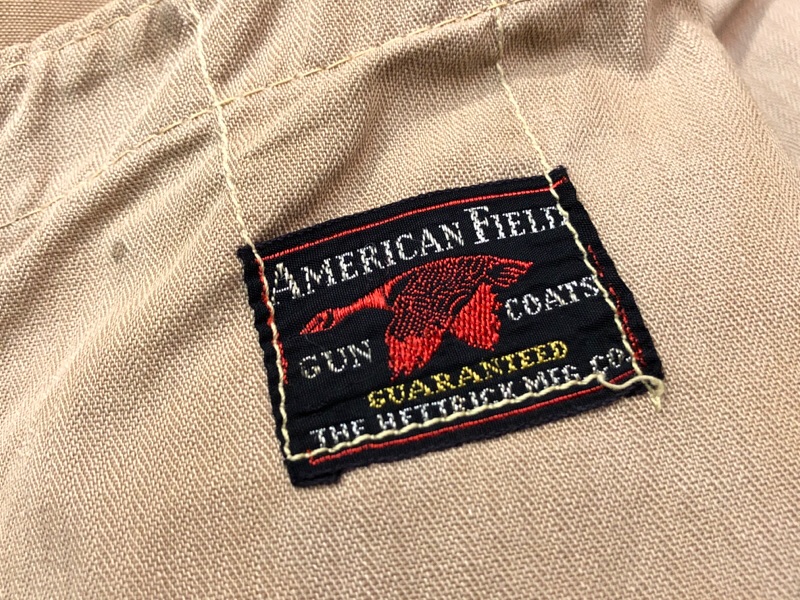 AMERICAN FIELD
GUN COATS
GUARANTEED
THE HETTRICK MFG. CO.